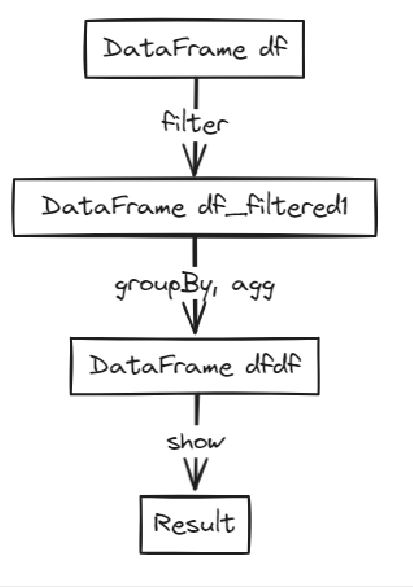 DataFrame df
filter
DataFrame df_filtered1
groupBy, agg
DataFrame dfdf
show
Result